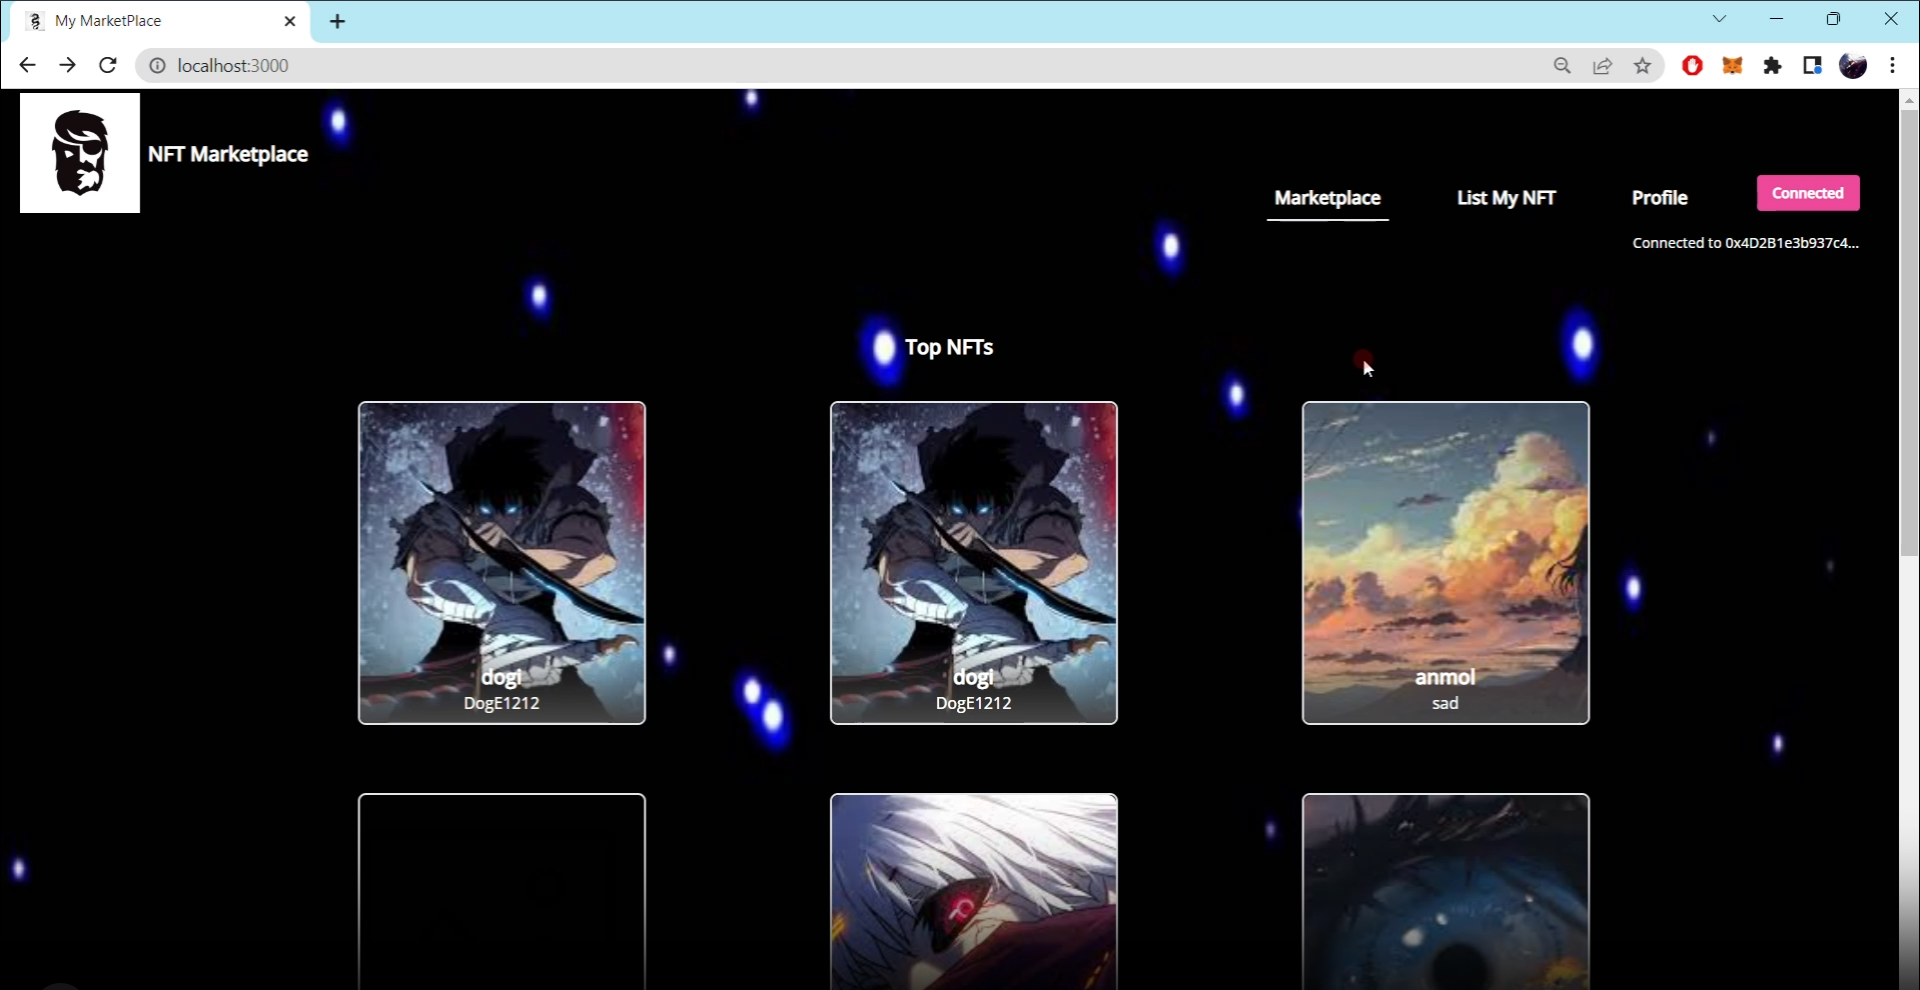 My MarketPlace
localhost:3000
NFT Marketplace
Marketplace
List My NFT
Profile
Connected
Connected to 0x4D2B1e3b937c4...
Top NFTs
dogi
DogE1212
dogi
DogE1212
anmol
sad